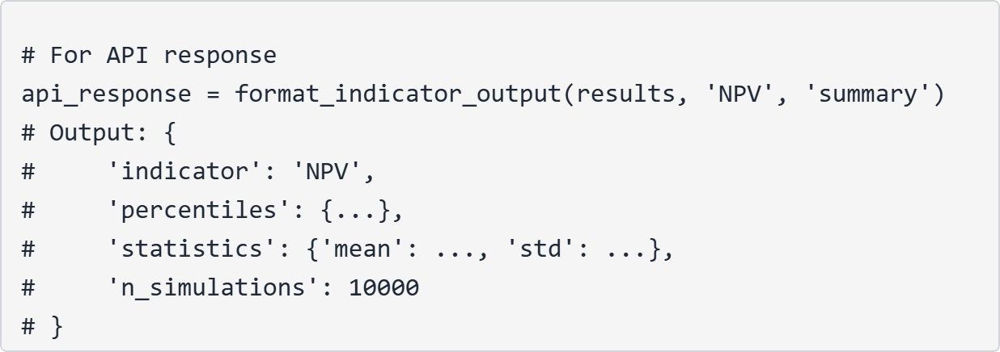 # For API response
api_response = format_indicator_output(results, 'NPV', 'summary')
# Output: {
#     'indicator': 'NPV',
#     'percentiles': {...},
#     'statistics': {'mean': ..., 'std': ...},
#     'n_simulations': 10000
# }